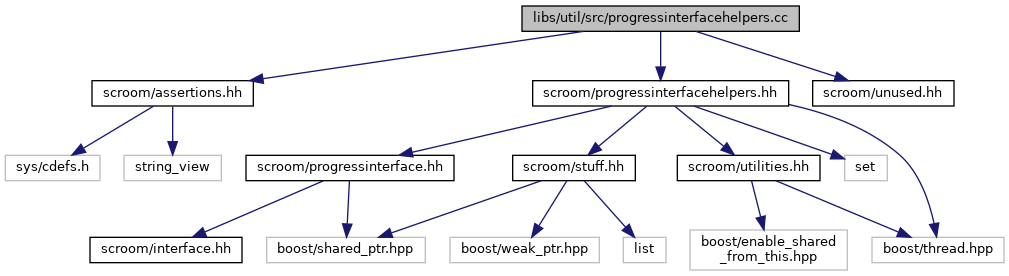 libs/util/src/progressinterfacehelpers.cc
scroom/assertions.hh
scroom/progressinterfacehelpers.hh
scroom/unused.hh
sys/cdefs.h
string_view
scroom/progressinterface.hh
scroom/stuff.hh
scroom/utilities.hh
set
scroom/interface.hh
boost/shared_ptr.hpp
boost/weak_ptr.hpp
list
boost/enable_shared
_from_this.hpp
boost/thread.hpp